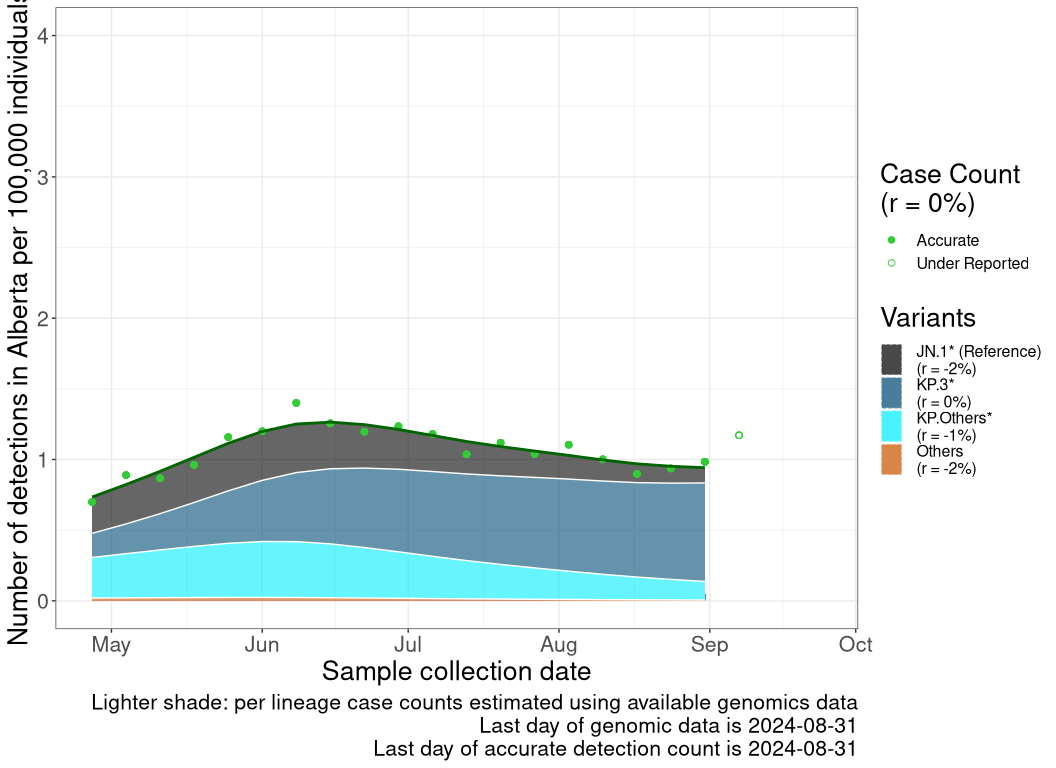 Number of detections in Alberta per 100,000 individuals
4
3
2
1
0
May
Jun
Jul
Aug
Sep
Oct
Sample collection date
Lighter shade: per lineage case counts estimated using available genomics data
Last day of genomic data is 2024-08-31
Last day of accurate detection count is 2024-08-31
Case Count
(r = 0%)
Accurate
Under Reported
Variants
JN.1* (Reference)
(r = -2%)
KP.3*
(r = 0%)
KP.Others*
(r = -1%)
Others
(r = -2%)